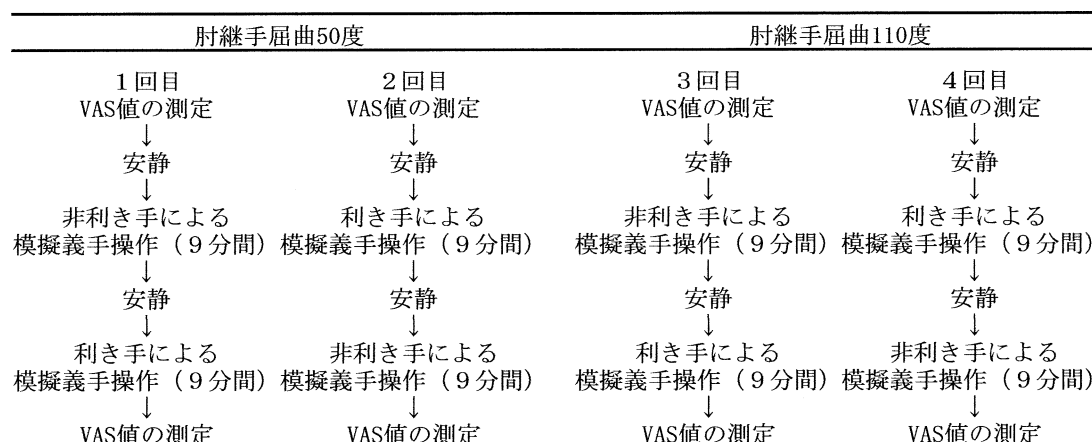 肘継手屈曲50度 肘継手屈曲110度
1回目 2回目 3回目 4回目
VAS値の測定 VAS値の測定 VAS値の測定 VAS値の測定
↓ ↓ ↓ ↓
安静 安静 安静 安静
↓ ↓ ↓ ↓
非利き手による 利き手による 非利き手による 利き手による
模擬義手操作（９分間） 模擬義手操作（９分間） 模擬義手操作（９分間） 模擬義手操作（９分間）
↓ ↓ ↓ ↓
安静 安静 安静 安静
↓ ↓ ↓ ↓
利き手による 非利き手による 利き手による 非利き手による
模擬義手操作（９分間） 模擬義手操作（９分間） 模擬義手操作（９分間） 模擬義手操作（９分間）
↓ ↓ ↓ ↓
VAS値の測定 VAS値の測定 VAS値の測定 VAS値の測定